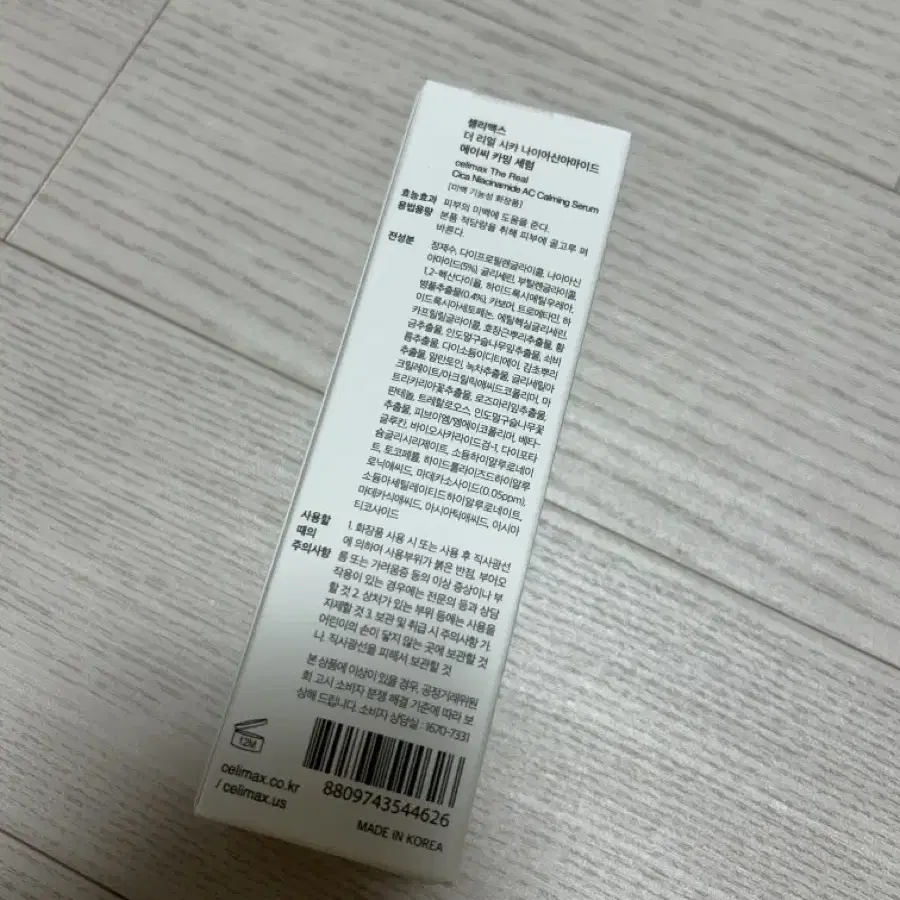 셀리맥스
더 리얼 시카 나이아신아마이드
에이씨 카밍 세럼
celimax The Real
Cica Niacinamide AC Calming Serum
[미백 기능성 화장품]
효능효과 피부의 미백에 도움을 준다.
용법용량 본품 적당량을 취해 피부에 골고루 펴
바른다.
전성분 정제수, 다이프로필렌글라이콜, 나이아신
아마이드(5%), 글리세린, 부틸렌글라이콜,
1,2-헥산다이올, 하이드록시에틸우레아,
병풀추출물(0.4%), 카보머, 트로메타민, 하
이드록시아세토페논, 에틸헥실글리세린,
카프릴릴글라이콜, 호장근뿌리추출물, 황
금추출물, 인도멀구슬나무잎추출물, 쇠비
름추출물, 다이소듐이디티에이, 감초뿌리
추출물, 알란토인, 녹차추출물, 글리세릴아
크릴레이트/아크릴릭애씨드코폴리머, 마
트리카리아꽃추출물, 로즈마리잎추출물,
판테놀, 트레할로오스, 인도멀구슬나무꽃
추출물, 피브이엠/엠에이코폴리머, 베타-
글루칸, 바이오사카라이드검-1, 다이포타
슘글리시리제이트, 소듐하이알루로네이
트, 토코페롤, 하이드롤라이즈드하이알루
로닉애씨드, 마데카소사이드(0.05ppm),
소듐아세틸레이티드하이알루로네이트,
마데카식애씨드, 아시아틱애씨드, 아시아
티코사이드
사용할
때의
주의사항
1. 화장품 사용 시 또는 사용 후 직사광선
에 의하여 사용부위가 붉은 반점, 부어오
름 또는 가려움증 등의 이상 증상이나 부
작용이 있는 경우에는 전문의 등과 상담
할 것 2. 상처가 있는 부위 등에는 사용을
자제할 것 3. 보관 및 취급 시 주의사항 가.
어린이의 손이 닿지 않는 곳에 보관할 것
나. 직사광선을 피해서 보관할 것
본 상품에 이상이 있을 경우, 공정거래위원
회 고시 소비자 분쟁 해결 기준에 따라 보
상해 드립니다. 소비자 상담실 : 1670-7331
12M
celimax.co.kr
/ celimax.us
8809743544626
MADE IN KOREA